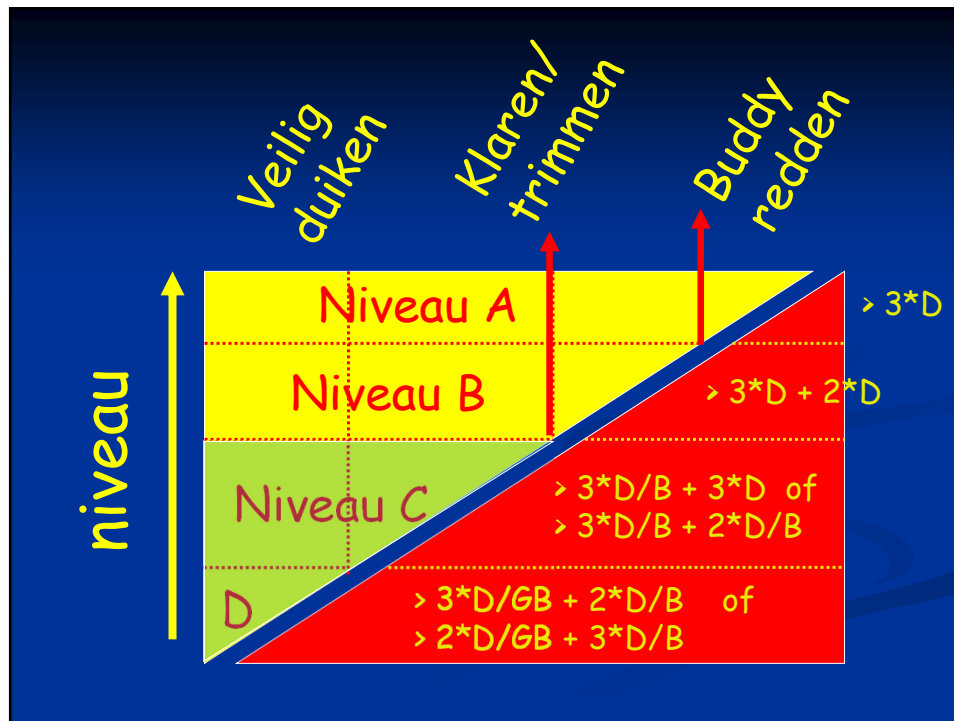 Veilig
duiken
Klaren/
trimmen
Buddy
redden
niveau
Niveau A
> 3*D
Niveau B
> 3*D + 2*D
Niveau C
> 3*D/B + 3*D of
> 3*D/B + 2*D/B
D
> 3*D/GB + 2*D/B of
> 2*D/GB + 3*D/B